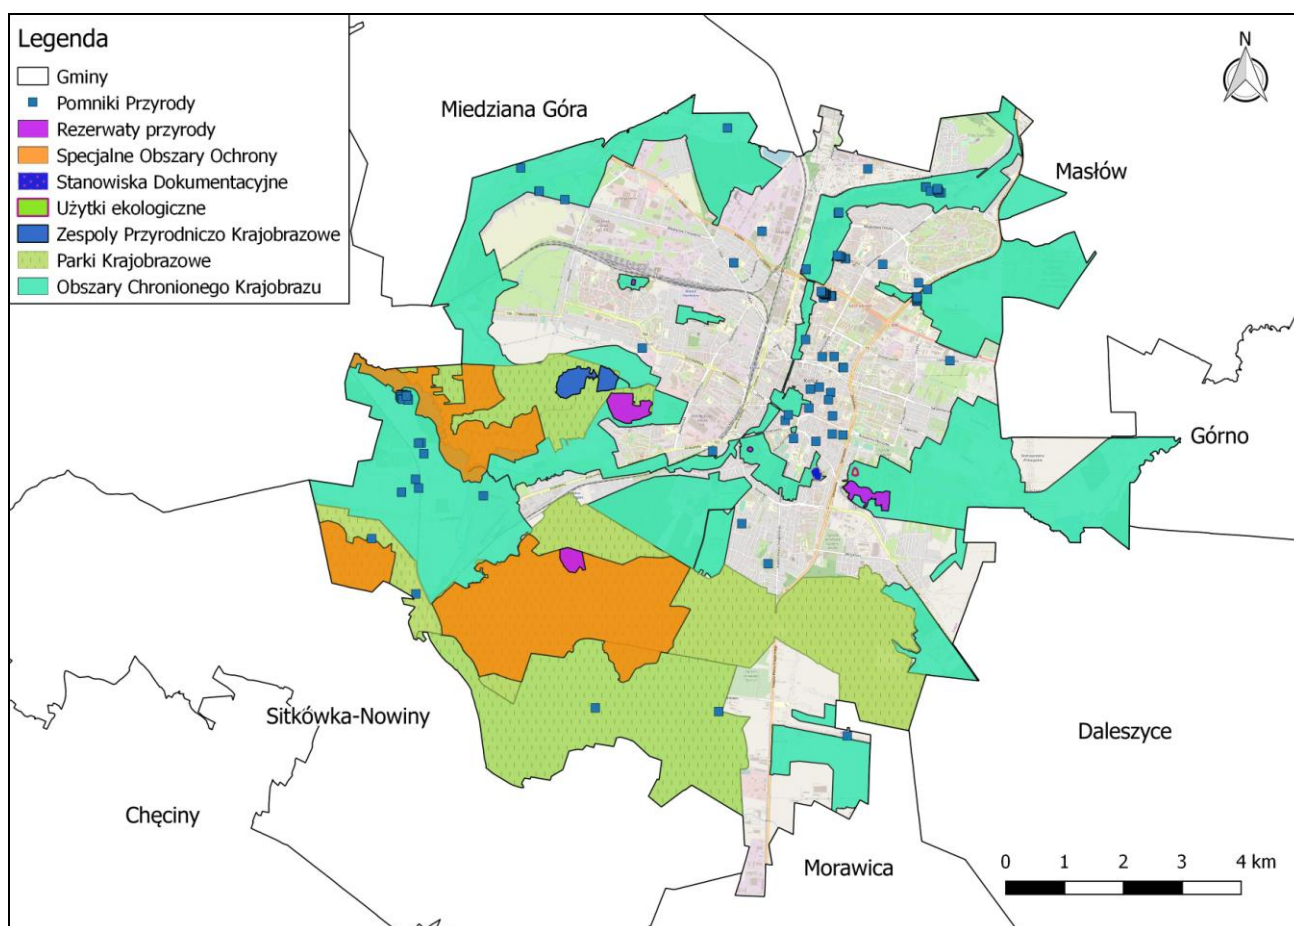 Legenda
Gminy
Pomniki Przyrody
Rezerwaty przyrody
Specjalne Obszary Ochrony
Stanowiska Dokumentacyjne
Użytki ekologiczne
Zespoly Przyrodniczo Krajobrazowe
Parki Krajobrazowe
Obszary Chronionego Krajobrazu
N
Miedziana Góra
Masłów
Górno
Sitkówka-Nowiny
Daleszyce
Chęciny
Morawica
0 1 2 3 4 km